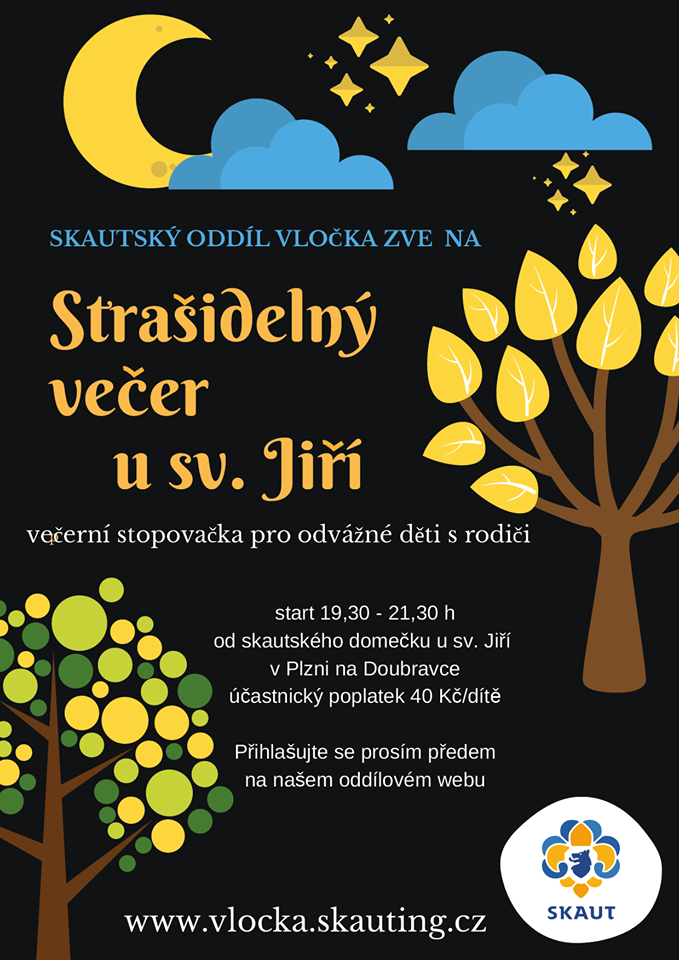 SKAUTSKÝ ODDÍL VLOČKA ZVE NA
Strašidelný
večer
u sv. Jiří
večerní stopovačka pro odvážné děti s rodiči
start 19,30 - 21,30 h
od skautského domečku u sv. Jiří
v Plzni na Doubravce
účastnický poplatek 40 Kč/dítě
Přihlašujte se prosím předem
na našem oddílovém webu
SKAUT
www.vlocka.skauting.cz